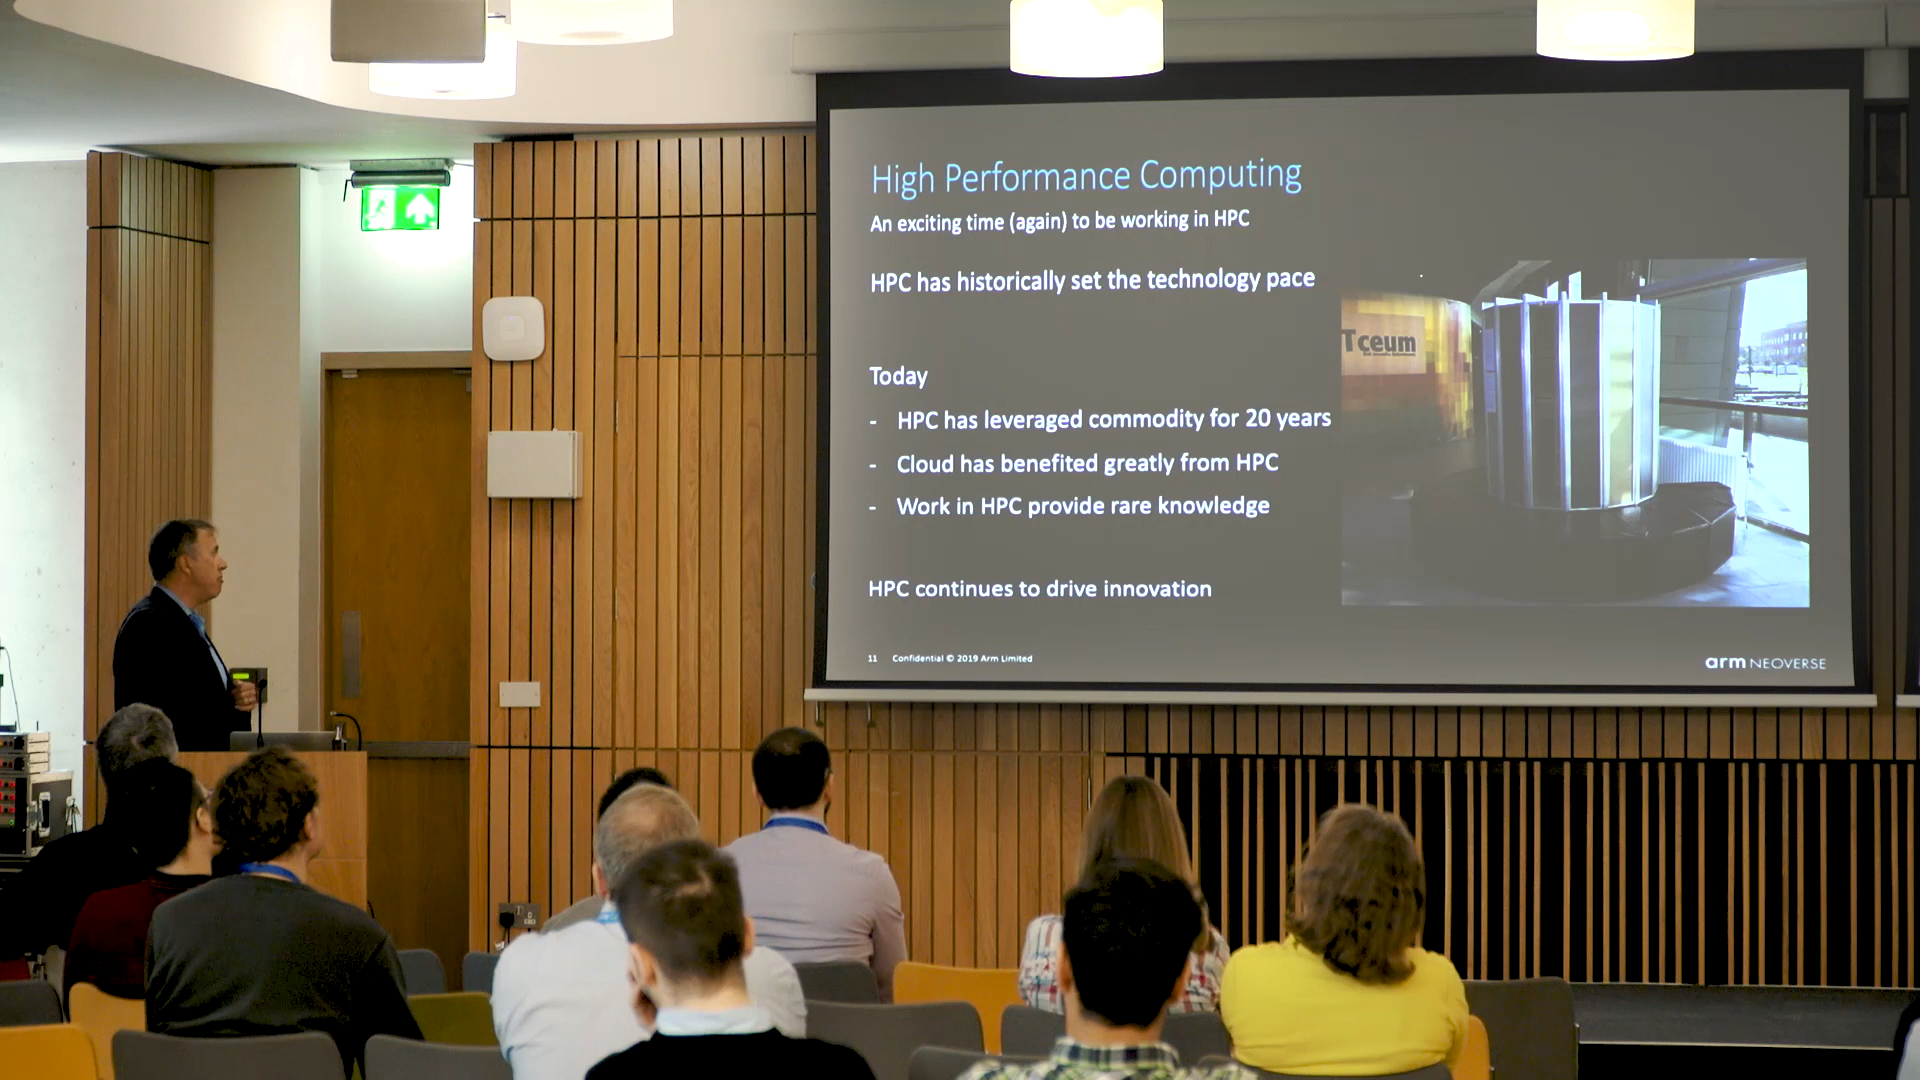 High Performance Computing
An exciting time (again) to be working in HPC
HPC has historically set the technology pace
Tceum
Today
- HPC has leveraged commodity for 20 years
- Cloud has benefited greatly from HPC
- Work in HPC provide rare knowledge
HPC continues to drive innovation
11 Confidential © 2019 Arm Limited
arm NEOVERSE